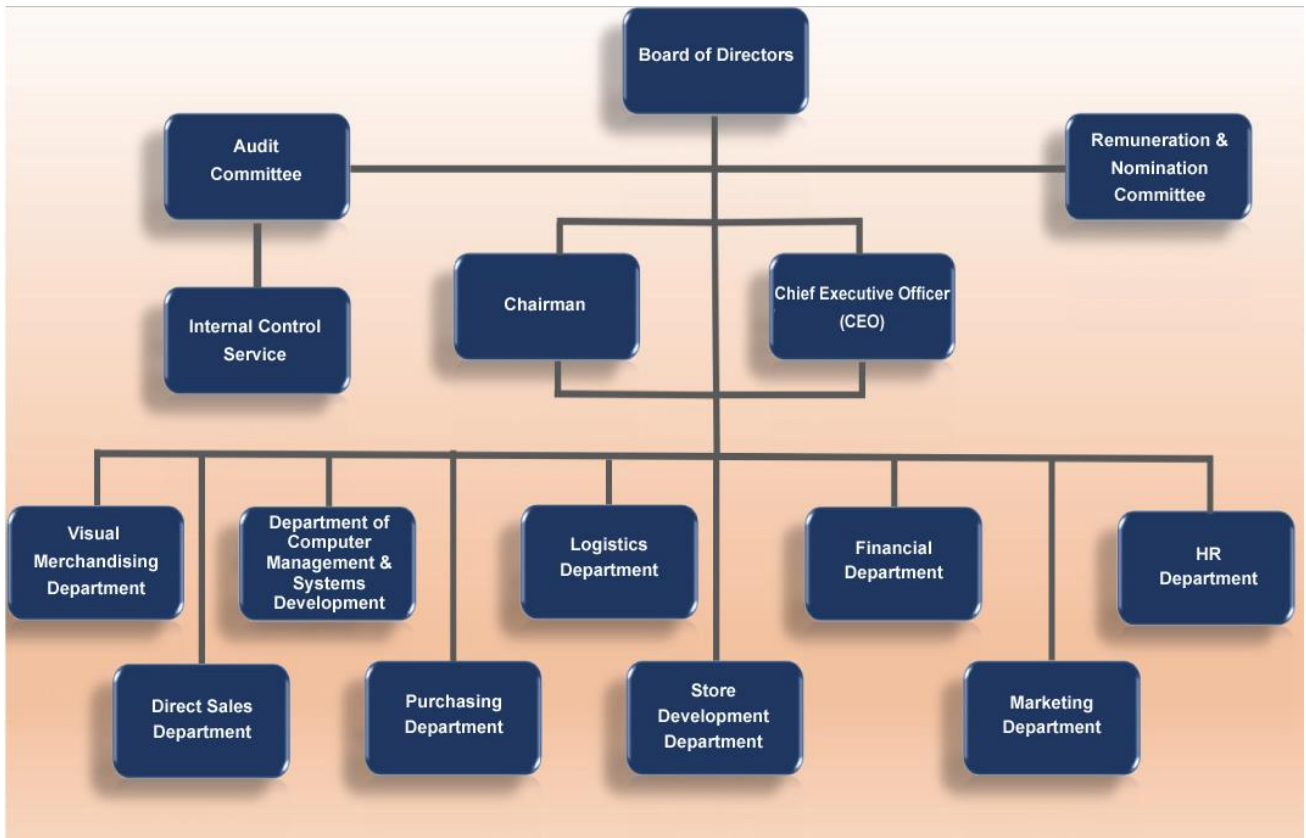 Board of Directors
Audit
Committee
Remuneration &
Nomination
Committee
Internal Control
Service
Chairman
Chief Executive Officer
(CEO)
Visual
Merchandising
Department
Department of
Computer
Management &
Systems
Development
Logistics
Department
Financial
Department
HR
Department
Direct Sales
Department
Purchasing
Department
Store
Development
Department
Marketing
Department